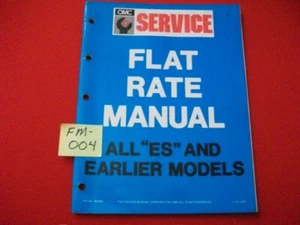 OMC
SERVICE
FLAT
RATE
MANUAL
FM-
004
ALL "ES" AND
EARLIER MODELS